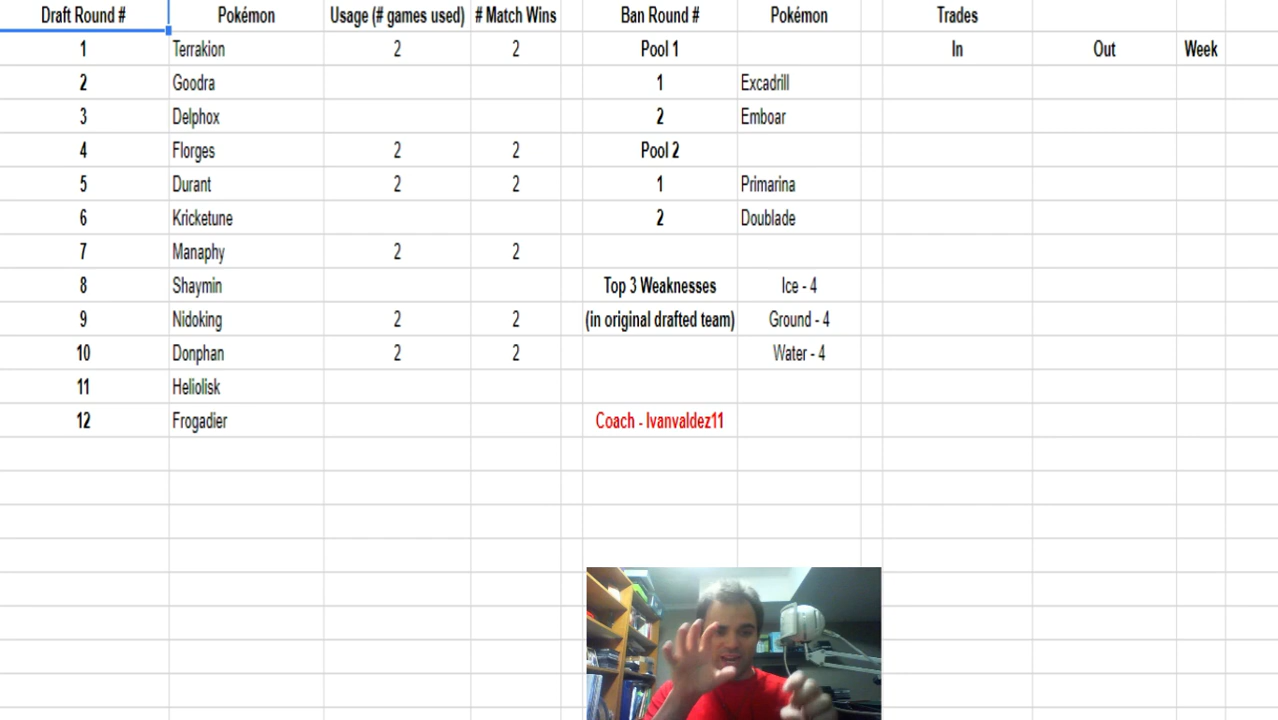 Draft Round # Pokémon Usage (# games used) # Match Wins Ban Round # Pokémon Trades
1 Terrakion 2 2 Pool 1 In Out Week
2 Goodra 1 Excadrill
3 Delphox 2 Emboar
4 Florges 2 2 Pool 2
5 Durant 2 2 1 Primarina
6 Kricketune 2 Doublade
7 Manaphy 2 2
8 Shaymin Top 3 Weaknesses Ice - 4
9 Nidoking 2 2 (in original drafted team) Ground - 4
10 Donphan 2 2 Water - 4
11 Heliolisk
12 Frogadier Coach - Ivanvaldez11